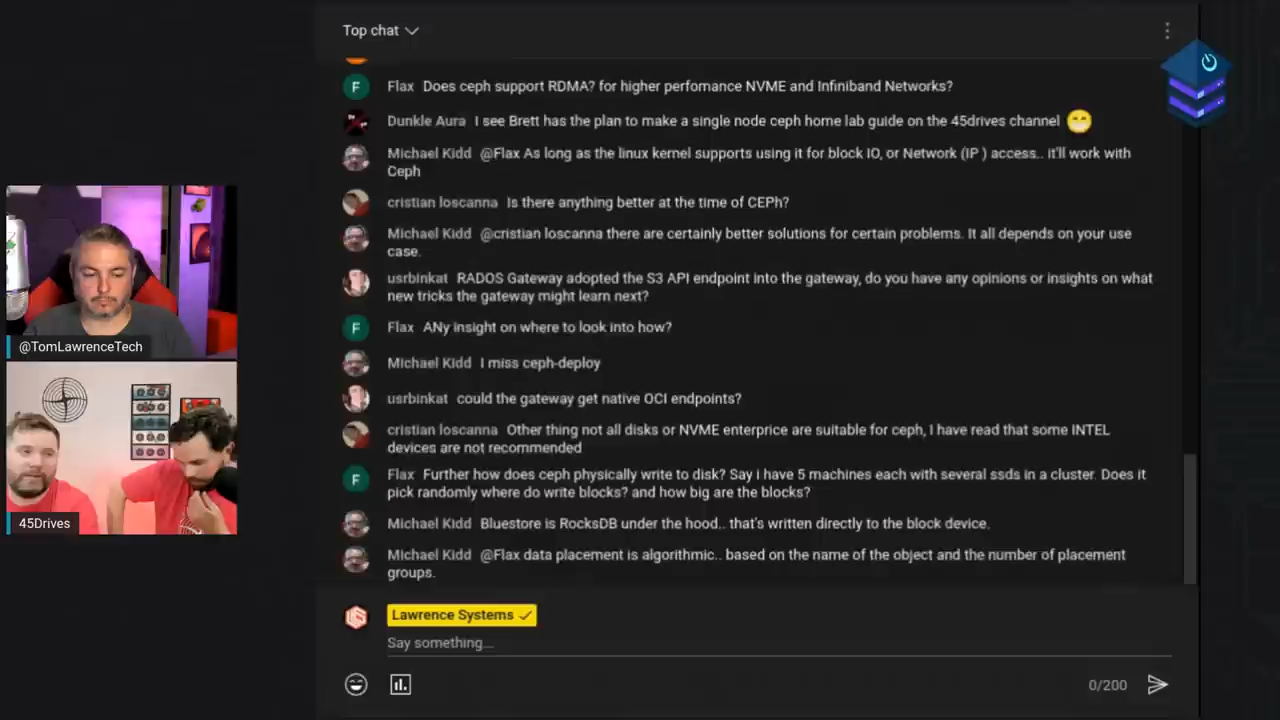 Top chat
Flax Does ceph support RDMA? for higher perfomance NVME and Infiniband Networks?
Dunkle Aura I see Brett has the plan to make a single node ceph home lab guide on the 45drives channel
Michael Kidd @Flax As long as the linux kernel supports using it for block IO, or Network (IP ) access.. it'll work with
Ceph
cristian loscanna Is there anything better at the time of CEPh?
Michael Kidd @cristian loscanna there are certainly better solutions for certain problems. It all depends on your use
case.
usrbinkat RADOS Gateway adopted the S3 API endpoint into the gateway, do you have any opinions or insights on what
new tricks the gateway might learn next?
F Flax ANy insight on where to look into how?
Michael Kidd I miss ceph-deploy
usrbinkat could the gateway get native OCI endpoints?
cristian loscanna Other thing not all disks or NVME enterprice are suitable for ceph, I have read that some INTEL
devices are not recommended
F Flax Further how does ceph physically write to disk? Say i have 5 machines each with several ssds in a cluster. Does it
pick randomly where do write blocks? and how big are the blocks?
Michael Kidd Bluestore is RocksDB under the hood.. that's written directly to the block device.
Michael Kidd @Flax data placement is algorithmic.. based on the name of the object and the number of placement
groups.
Lawrence Systems
Say something...
0/200
@TomLawrenceTech
45Drives